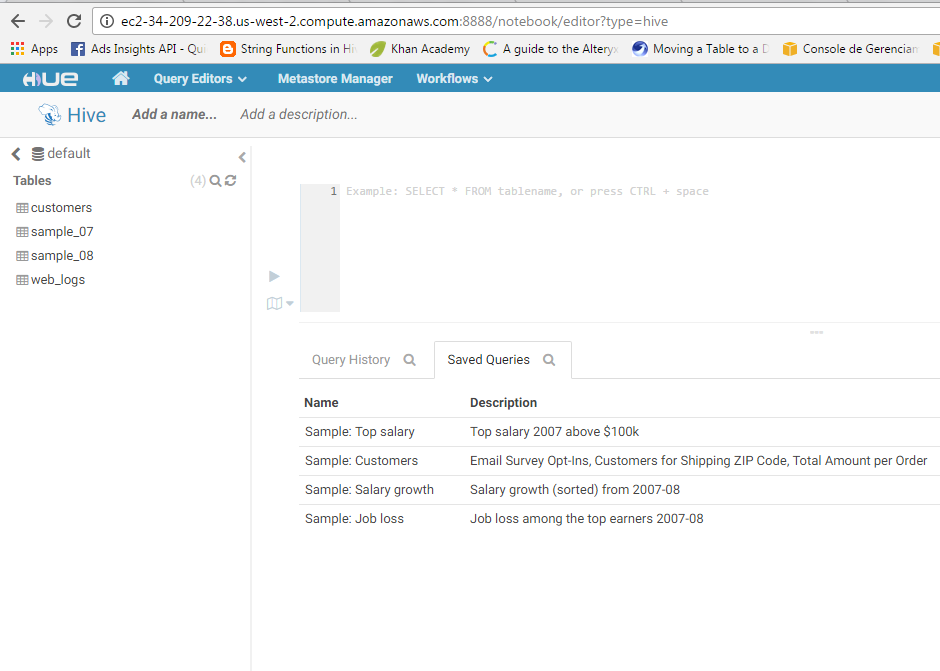 ec2-34-209-22-38.us-west-2.compute.amazonaws.com:8888/notebook/editor?type=hive
Apps Ads Insights API - Qui String Functions in Hi Khan Academy A guide to the Alteryx Moving a Table to a D Console de Gerencian
HUE Query Editors Metastore Manager Workflows
Hive Add a name... Add a description...
default
Tables (4)
customers
sample_07
sample_08
web_logs
1 Example: SELECT * FROM tablename, or press CTRL + space
Query History Saved Queries
Name Description
Sample: Top salary Top salary 2007 above $100k
Sample: Customers Email Survey Opt-Ins, Customers for Shipping ZIP Code, Total Amount per Order
Sample: Salary growth Salary growth (sorted) from 2007-08
Sample: Job loss Job loss among the top earners 2007-08